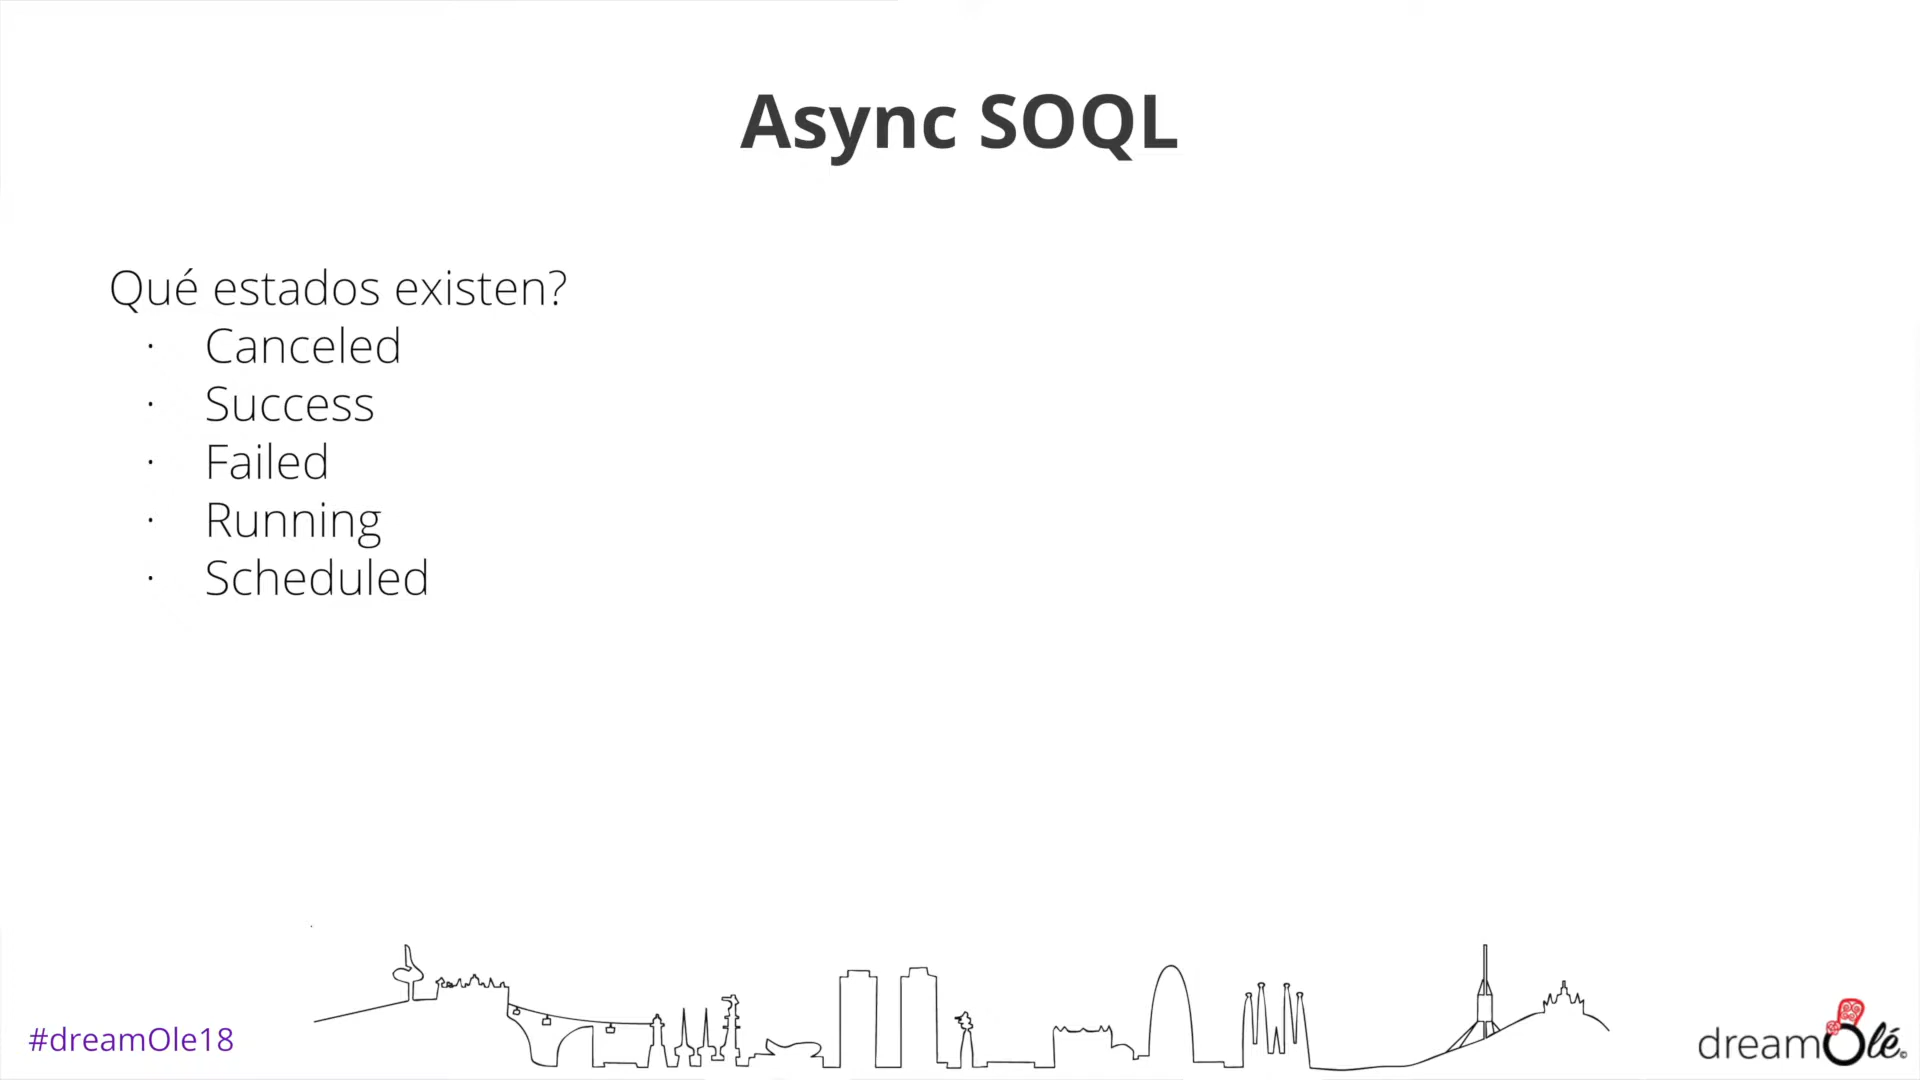 Async SOQL
Qué estados existen?
· Canceled
· Success
· Failed
· Running
· Scheduled
#dreamOle18
dreamOlé©